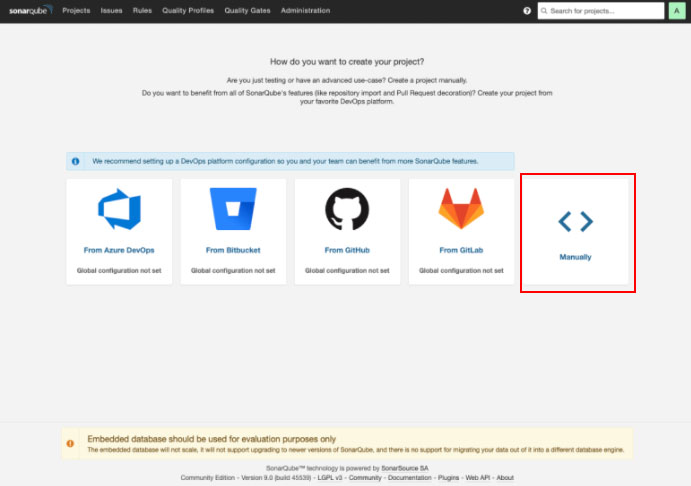 sonarqube Projects Issues Rules Quality Profiles Quality Gates Administration ? Search for projects... A
How do you want to create your project?
Are you just testing or have an advanced use-case? Create a project manually.
Do you want to benefit from all of SonarQube's features (like repository import and Pull Request decoration)? Create your project from
your favorite DevOps platform.
We recommend setting up a DevOps platform configuration so you and your team can benefit from more SonarQube features.
From Azure DevOps From Bitbucket From GitHub From GitLab Manually
Global configuration not set Global configuration not set Global configuration not set Global configuration not set
Embedded database should be used for evaluation purposes only
The embedded database will not scale, it will not support upgrading to newer versions of SonarQube, and there is no support for migrating your data out of it into a different database engine.
SonarQube™ technology is powered by SonarSource SA
Community Edition - Version 9.0 (build 45539) - LGPL v3 - Community - Documentation - Plugins - Web API - About